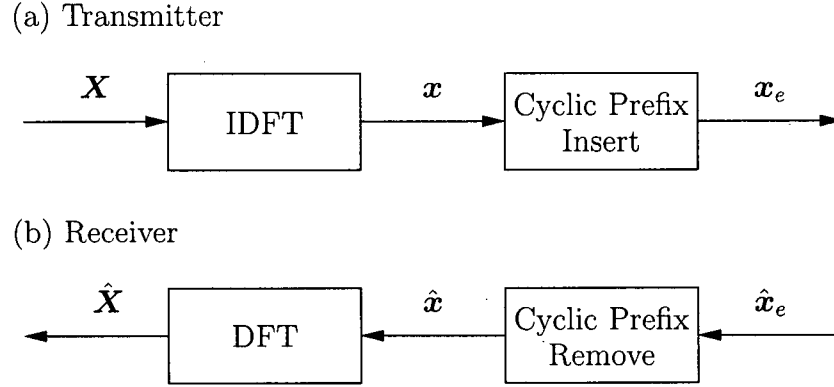 (a) Transmitter
X
IDFT
x
Cyclic Prefix
Insert
x_e
(b) Receiver
X̂
DFT
x̂
Cyclic Prefix
Remove
x̂_e